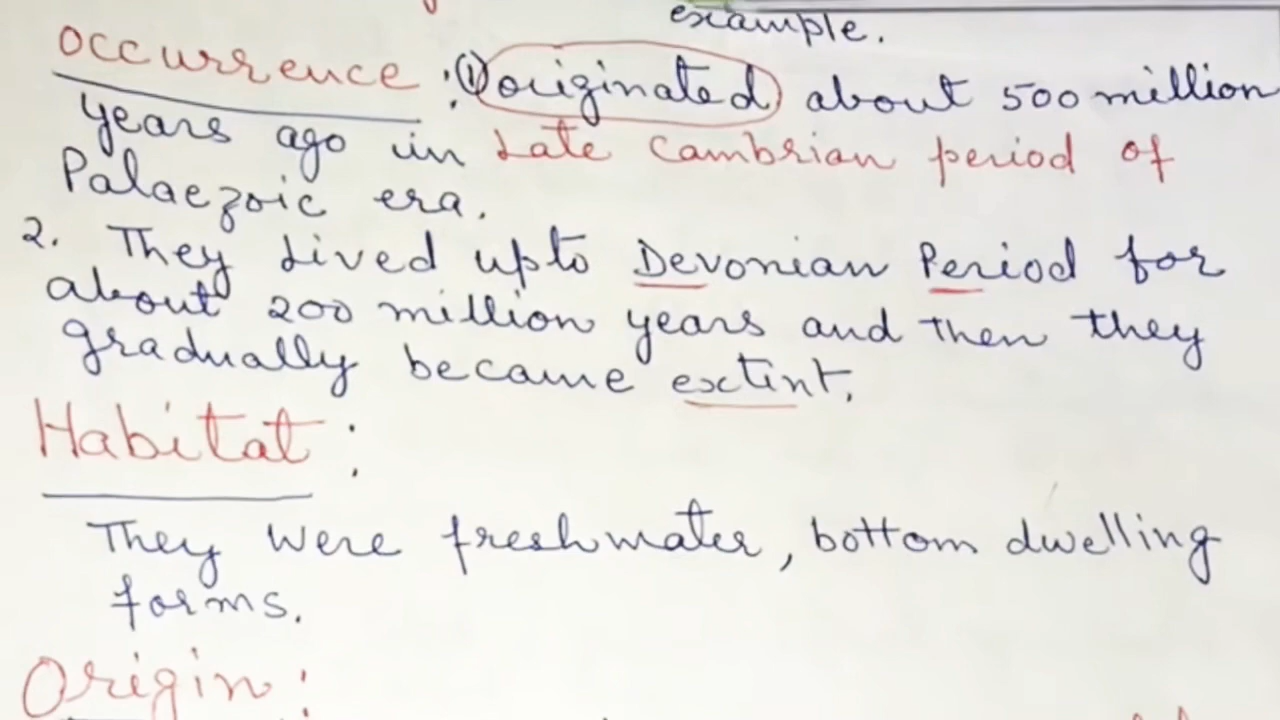 example.
Occurrence : ① originated about 500 million
years ago in Late Cambrian period of
Palaezoic era.
2. They Lived upto Devonian Period for
about 200 million years and then they
gradually became extint.
Habitat :
They were freshwater, bottom dwelling
forms.
Origin :